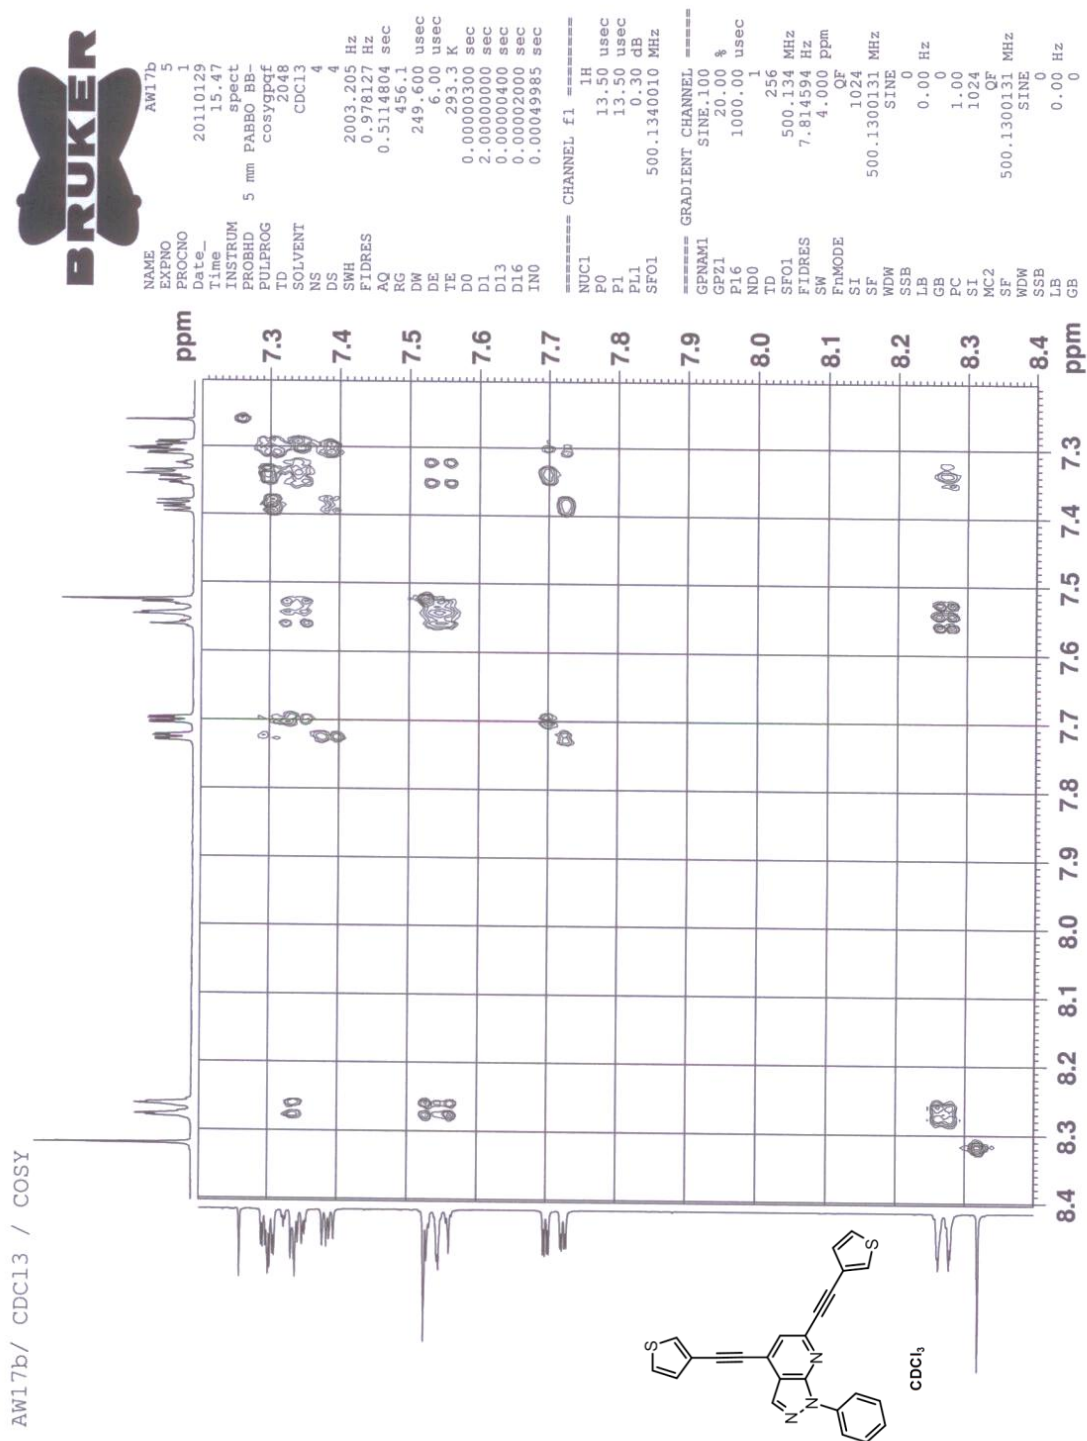 AW17b/ CDCl3 / COSY
BRUKER
NAME AW17b
EXPNO 5
PROCNO 1
Date_ 20110129
Time 15.47
INSTRUM spect
PROBHD 5 mm PABBO BB-
PULPROG cosygpqf
TD 2048
SOLVENT CDCl3
NS 4
DS 4
SWH 2003.205 Hz
FIDRES 0.978127 Hz
AQ 0.5114804 sec
RG 456.1
DW 249.600 usec
DE 6.00 usec
TE 293.3 K
D0 0.00000300 sec
D1 2.00000000 sec
D13 0.00000400 sec
D16 0.00020000 sec
IN0 0.00049985 sec
======== CHANNEL f1 ========
NUC1 1H
P0 13.50 usec
P1 13.50 usec
PL1 0.30 dB
SFO1 500.1340010 MHz
====== GRADIENT CHANNEL =====
GPNAM1 SINE.100
GPZ1 20.00 %
P16 1000.00 usec
ND0 1
TD 256
SFO1 500.134 MHz
FIDRES 7.814594 Hz
SW 4.000 ppm
FnMODE QF
SI 1024
SF 500.1300131 MHz
WDW SINE
SSB 0
LB 0.00 Hz
GB 0
PC 1.00
SI 1024
MC2 QF
SF 500.1300131 MHz
WDW SINE
SSB 0
LB 0.00 Hz
GB 0
ppm
7.3
7.4
7.5
7.6
7.7
7.8
7.9
8.0
8.1
8.2
8.3
8.4
ppm
8.4 8.3 8.2 8.1 8.0 7.9 7.8 7.7 7.6 7.5 7.4 7.3
S
S
N
N
N
CDCl₃